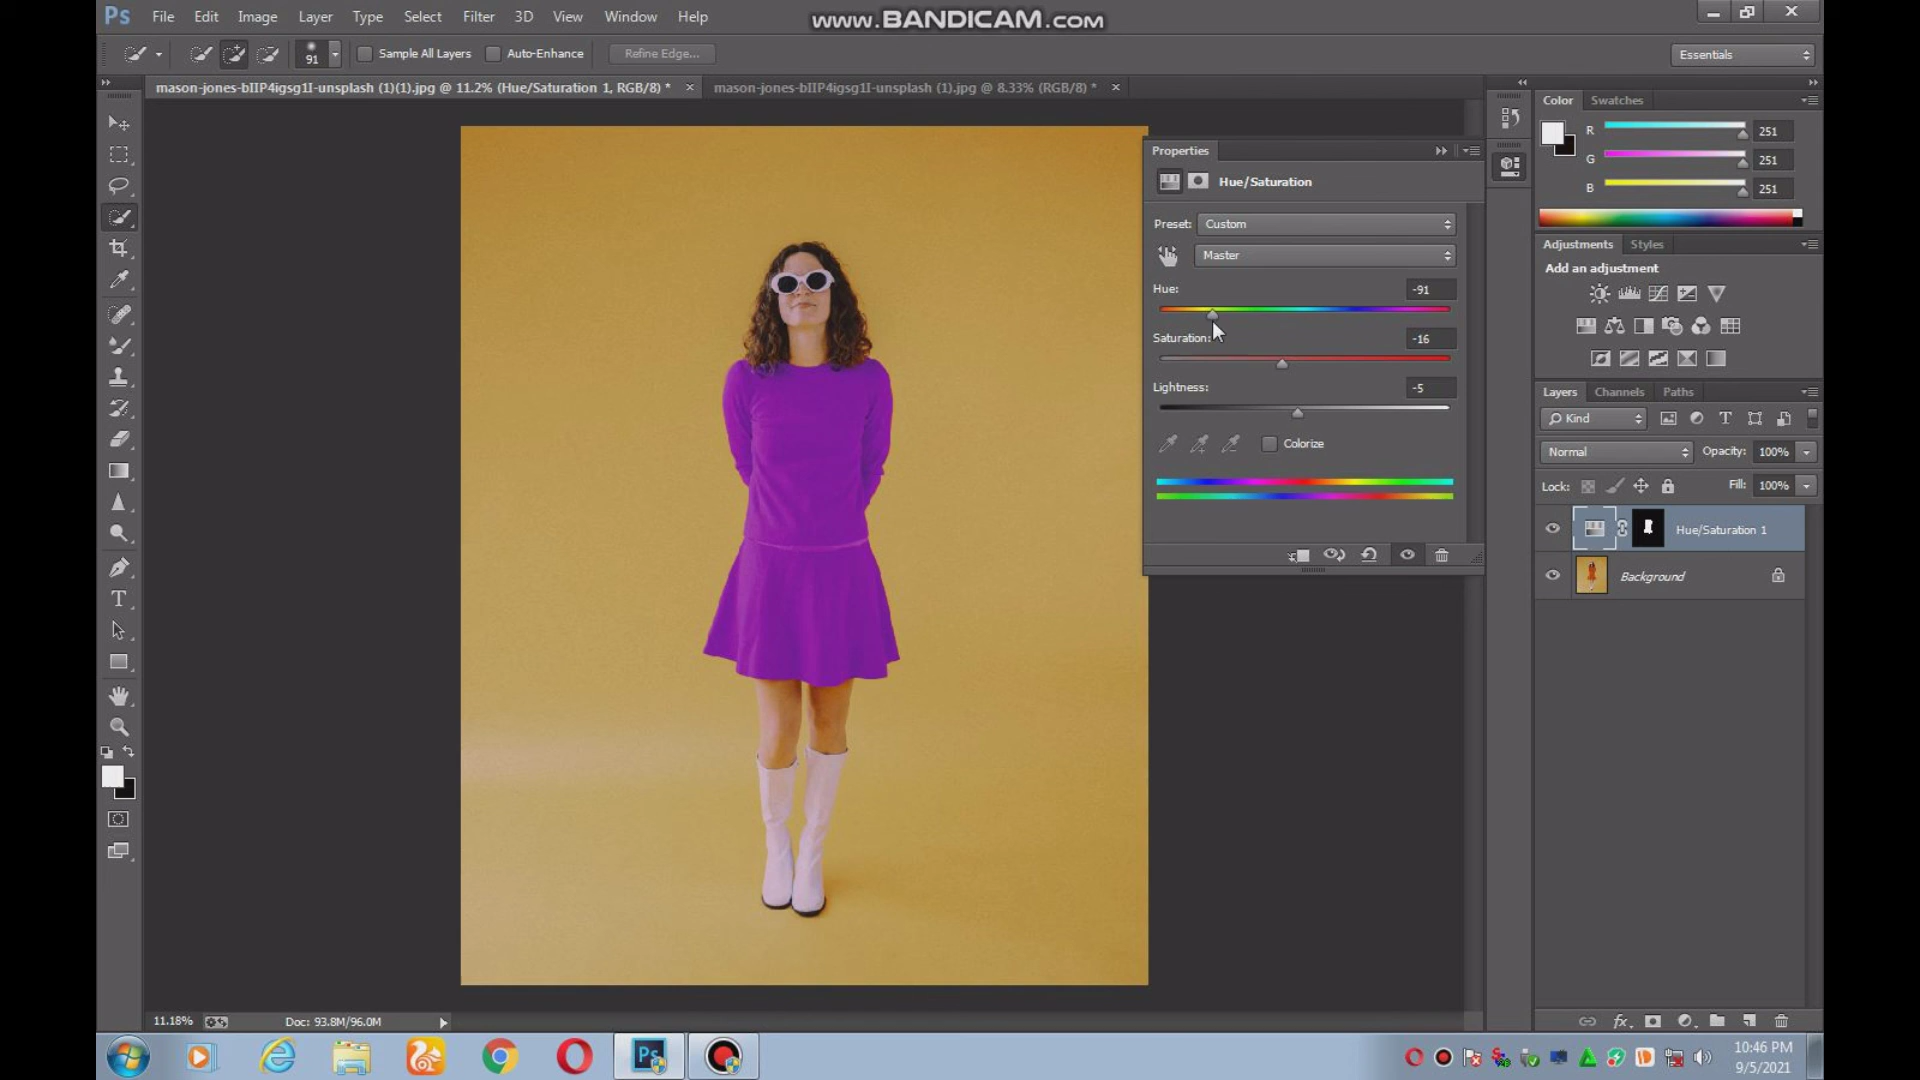 Ps File Edit Image Layer Type Select Filter 3D View Window Help
www.BANDICAM.com
91 Sample All Layers Auto-Enhance Refine Edge... Essentials
mason-jones-bIIP4igsg1I-unsplash (1)(1).jpg @ 11.2% (Hue/Saturation 1, RGB/8) * × mason-jones-bIIP4igsg1I-unsplash (1).jpg @ 8.33% (RGB/8) * ×
Properties
Hue/Saturation
Preset: Custom
Master
Hue: -91
Saturation: -16
Lightness: -5
Colorize
Color Swatches
R 251
G 251
B 251
Adjustments Styles
Add an adjustment
Layers Channels Paths
Kind
Normal Opacity: 100%
Lock: Fill: 100%
Hue/Saturation 1
Background
fx
11.18% Doc: 93.8M/96.0M
Ps
10:46 PM
9/5/2021